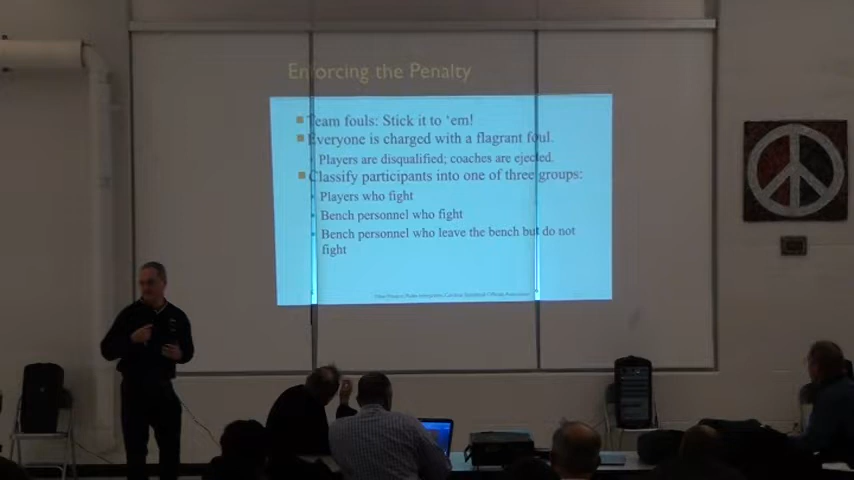 Enforcing the Penalty
Team fouls: Stick it to 'em!
Everyone is charged with a flagrant foul.
Players are disqualified; coaches are ejected.
Classify participants into one of three groups:
Players who fight
Bench personnel who fight
Bench personnel who leave the bench but do not
fight